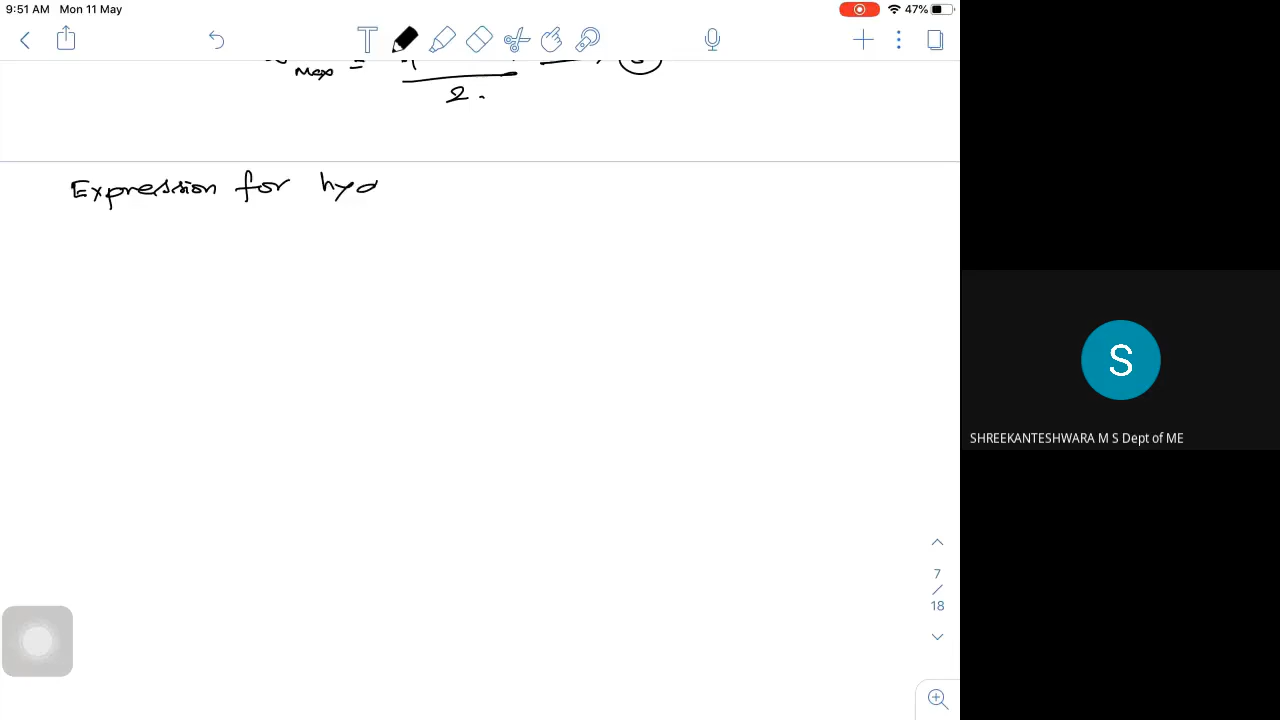 9:51 AM Mon 11 May
47%
T
Max =
2.
Expression for hyd
S
SHREEKANTESHWARA M S Dept of ME
7
/
18